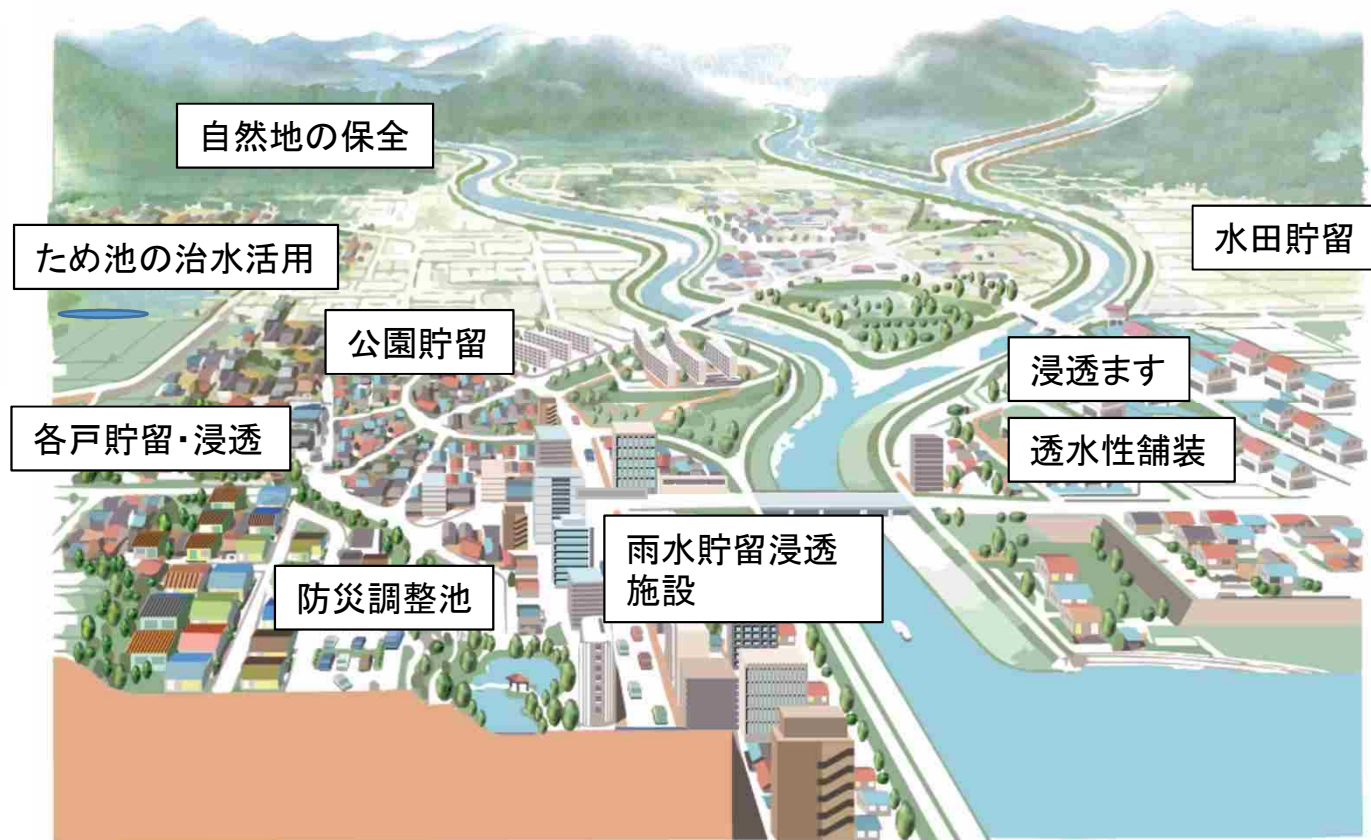 自然地の保全
水田貯留
ため池の治水活用
公園貯留
浸透ます
各戸貯留・浸透
透水性舗装
雨水貯留浸透
施設
防災調整池